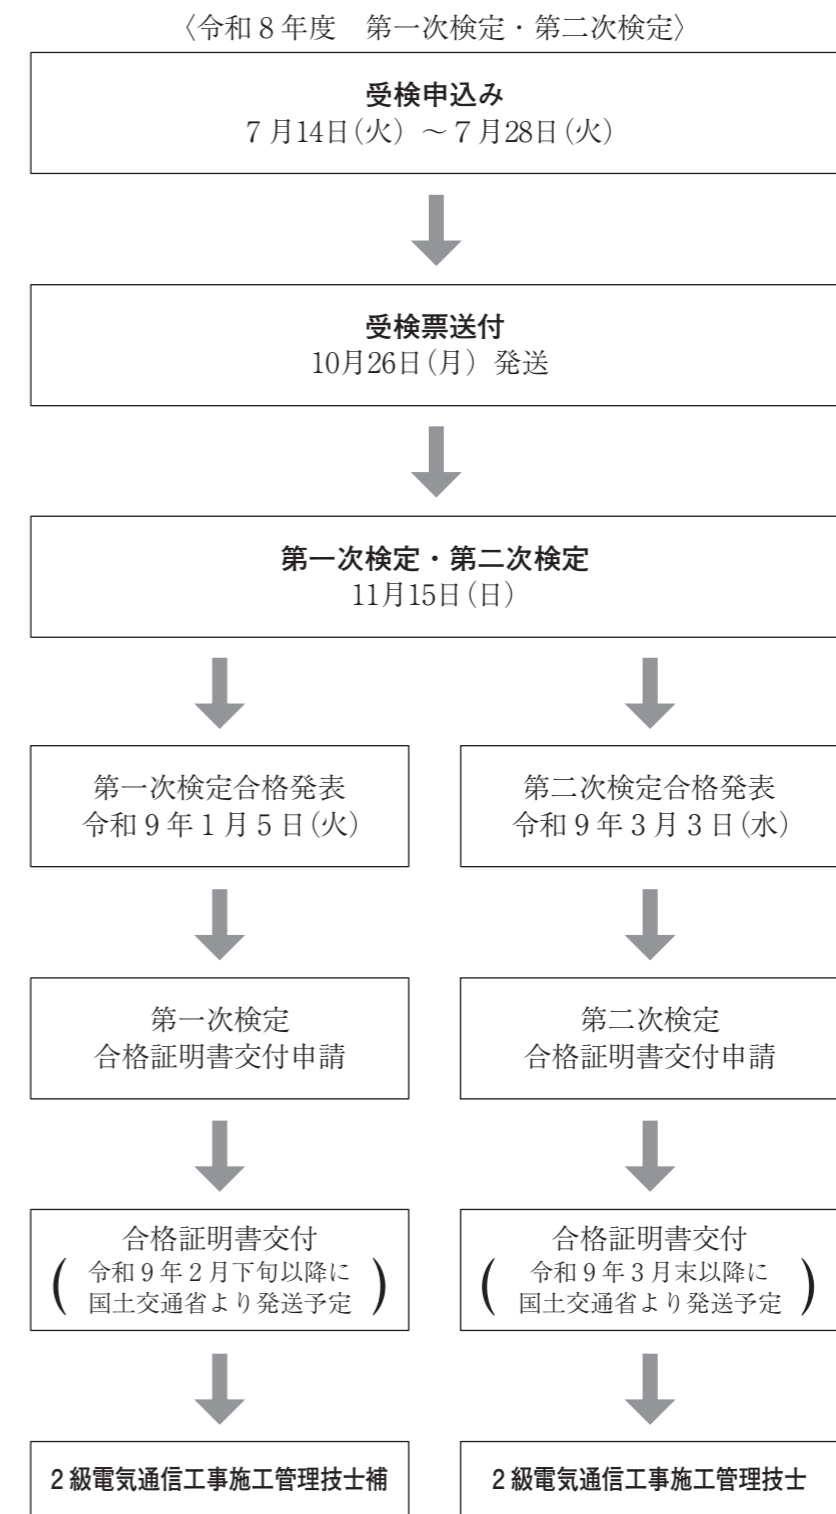 〈令和８年度　第一次検定・第二次検定〉
受検申込み
７月14日(火) ～７月28日(火)
受検票送付
10月26日(月) 発送
第一次検定・第二次検定
11月15日(日)
第一次検定合格発表
令和９年１月５日(火)
第二次検定合格発表
令和９年３月３日(水)
第一次検定
合格証明書交付申請
第二次検定
合格証明書交付申請
合格証明書交付
(令和９年２月下旬以降に
国土交通省より発送予定)
合格証明書交付
(令和９年３月末以降に
国土交通省より発送予定)
２級電気通信工事施工管理技士補
２級電気通信工事施工管理技士